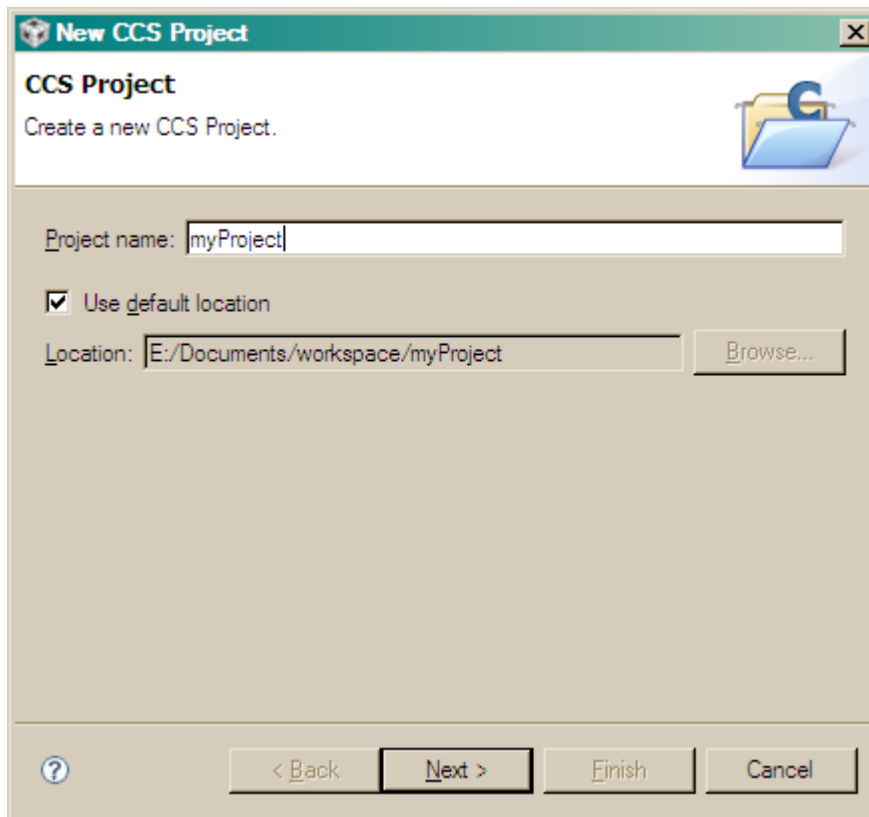 New CCS Project
CCS Project
Create a new CCS Project.
Project name: myProject
Use default location
Location: E:/Documents/workspace/myProject Browse...
? < Back Next > Finish Cancel